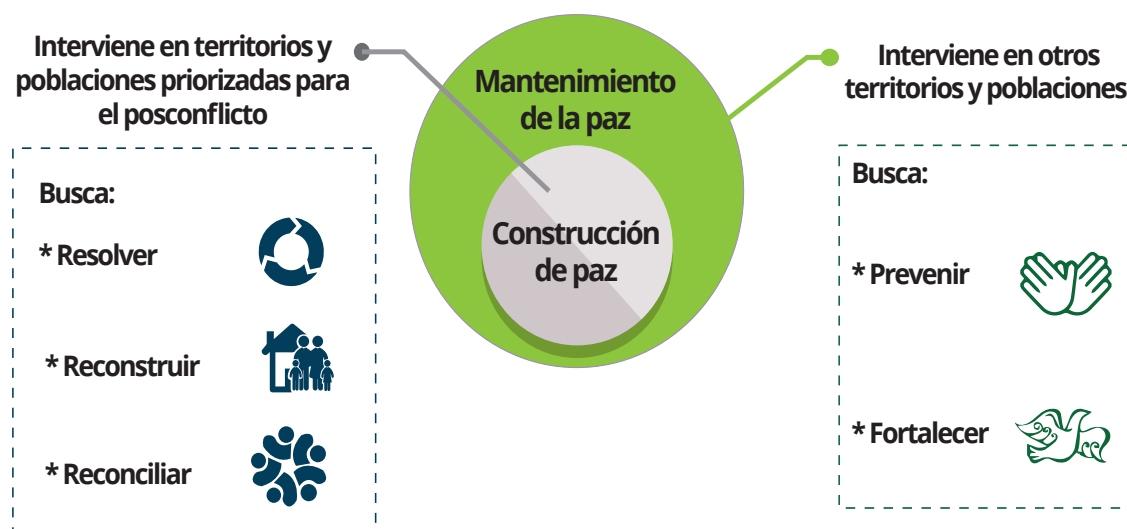 Interviene en territorios y
poblaciones priorizadas para
el posconflicto
Busca:
* Resolver
* Reconstruir
* Reconciliar
Mantenimiento
de la paz
Construcción
de paz
Interviene en otros
territorios y poblaciones
Busca:
* Prevenir
* Fortalecer